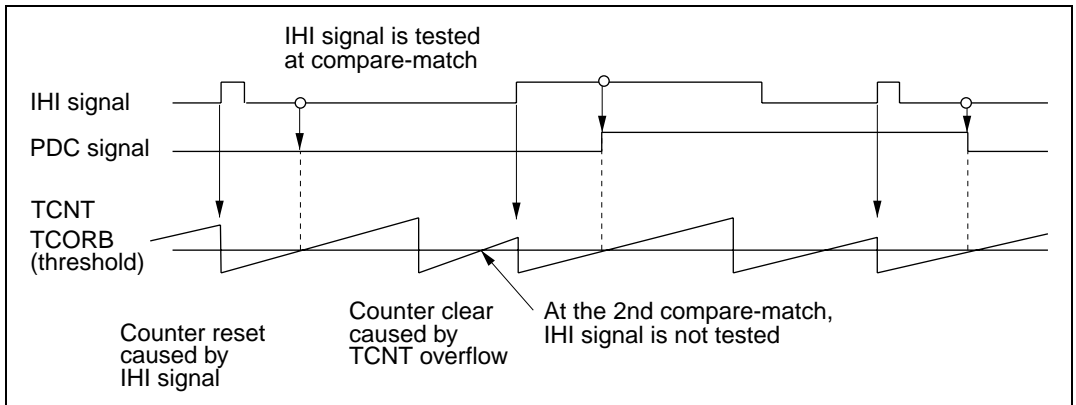 IHI signal is tested
at compare-match
IHI signal
PDC signal
TCNT
TCORB
(threshold)
Counter reset
caused by
IHI signal
Counter clear
caused by
TCNT overflow
At the 2nd compare-match,
IHI signal is not tested